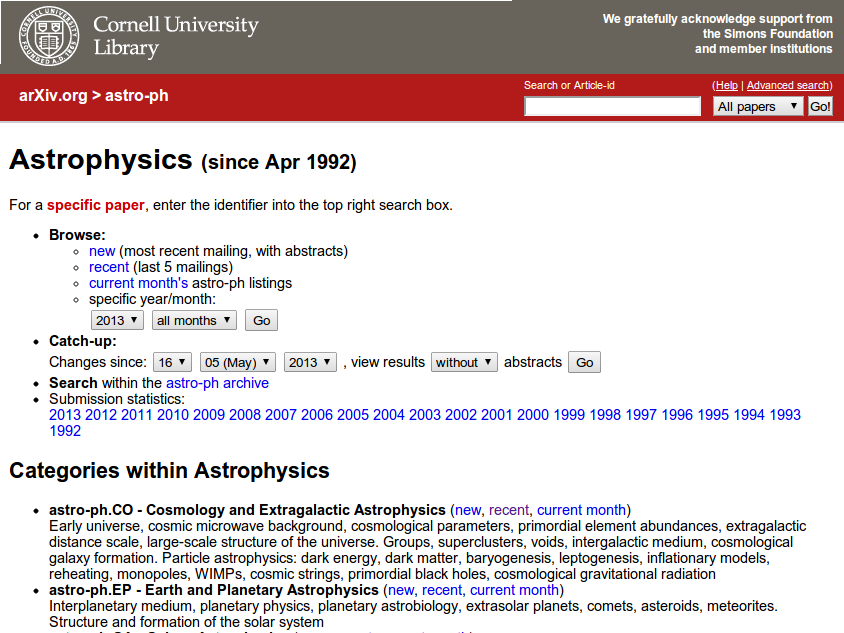 Cornell University
Library
We gratefully acknowledge support from
the Simons Foundation
and member institutions
arXiv.org > astro-ph
Search or Article-id
(Help | Advanced search)
All papers ▼ Go!
Astrophysics (since Apr 1992)
For a specific paper, enter the identifier into the top right search box.
• Browse:
◦ new (most recent mailing, with abstracts)
◦ recent (last 5 mailings)
◦ current month's astro-ph listings
◦ specific year/month:
2013 ▼ all months ▼ Go
• Catch-up:
Changes since: 16 ▼ 05 (May) ▼ 2013 ▼ , view results without ▼ abstracts Go
• Search within the astro-ph archive
• Submission statistics:
2013 2012 2011 2010 2009 2008 2007 2006 2005 2004 2003 2002 2001 2000 1999 1998 1997 1996 1995 1994 1993
1992
Categories within Astrophysics
• astro-ph.CO - Cosmology and Extragalactic Astrophysics (new, recent, current month)
Early universe, cosmic microwave background, cosmological parameters, primordial element abundances, extragalactic
distance scale, large-scale structure of the universe. Groups, superclusters, voids, intergalactic medium, cosmological
galaxy formation. Particle astrophysics: dark energy, dark matter, baryogenesis, leptogenesis, inflationary models,
reheating, monopoles, WIMPs, cosmic strings, primordial black holes, cosmological gravitational radiation
• astro-ph.EP - Earth and Planetary Astrophysics (new, recent, current month)
Interplanetary medium, planetary physics, planetary astrobiology, extrasolar planets, comets, asteroids, meteorites.
Structure and formation of the solar system